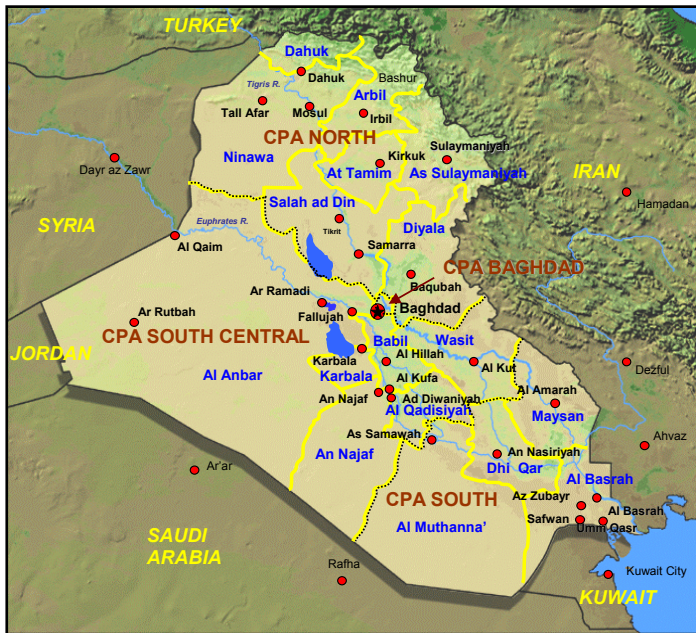 TURKEY
Dahuk
Dahuk
Bashur
Tigris R.
Arbil
Tall Afar
Mosul
Irbil
CPA NORTH
Sulaymaniyah
Ninawa
Kirkuk
At Tamim
As Sulaymaniyah
Dayr az Zawr
IRAN
Hamadan
Salah ad Din
SYRIA
Euphrates R.
Tikrit
Diyala
Al Qaim
Samarra
CPA BAGHDAD
Baqubah
Ar Ramadi
Baghdad
Ar Rutbah
Fallujah
CPA SOUTH CENTRAL
Babil
Wasit
JORDAN
Karbala
Al Hillah
Al Kut
Dezful
Al Anbar
Karbala
Al Kufa
An Najaf
Ad Diwaniyah
Al Amarah
Al Qadisiyah
Maysan
As Samawah
An Najaf
An Nasiriyah
Ahvaz
Dhi Qar
Ar'ar
Al Basrah
CPA SOUTH
Az Zubayr
Al Basrah
Safwan
Umm Qasr
Al Muthanna’
SAUDI
ARABIA
Rafha
Kuwait City
KUWAIT